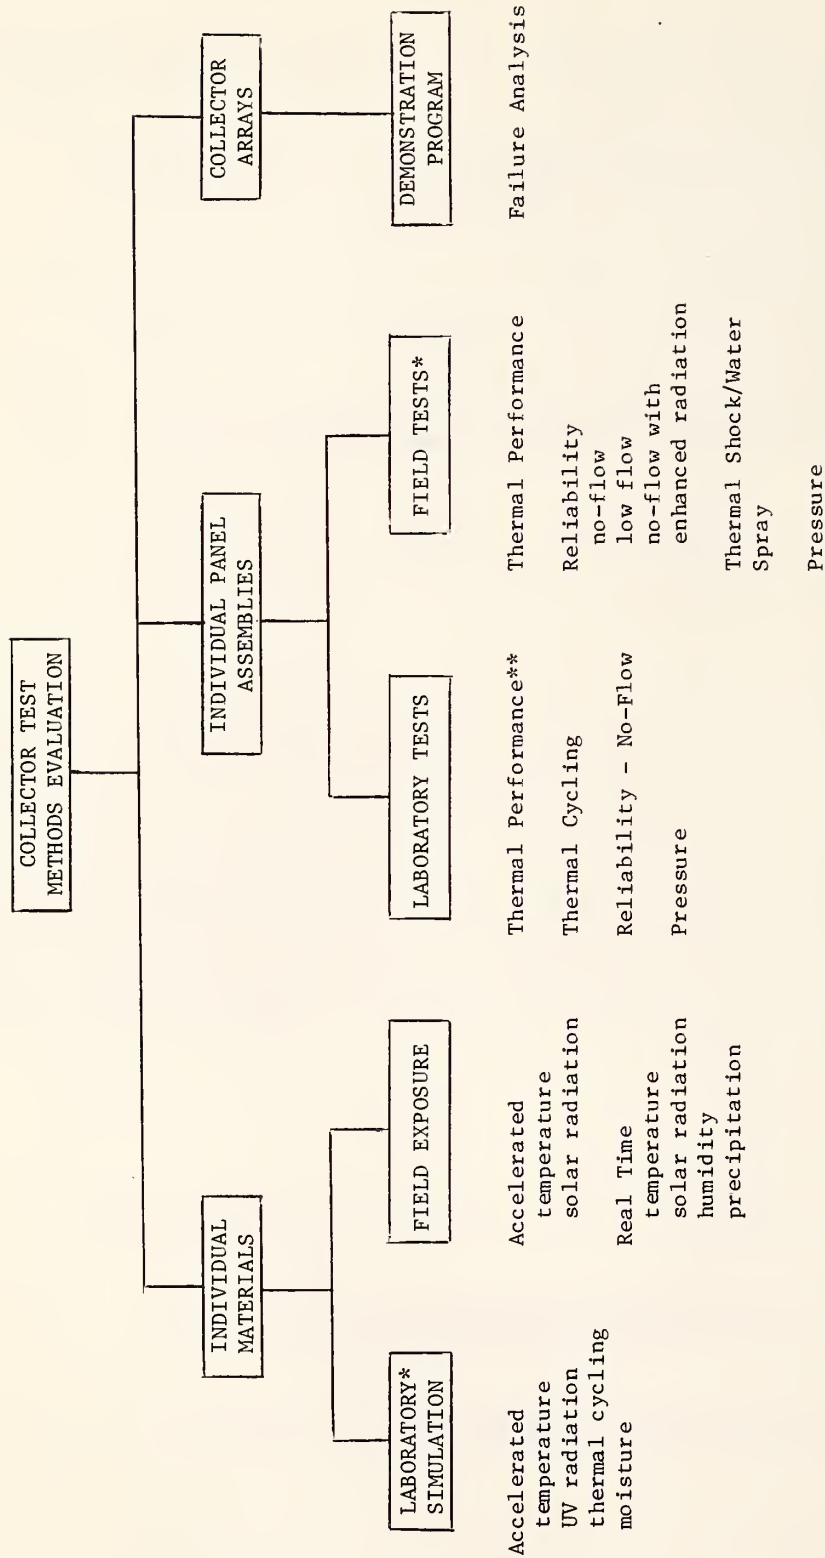 COLLECTOR TEST
METHODS EVALUATION
INDIVIDUAL
MATERIALS
INDIVIDUAL PANEL
ASSEMBLIES
COLLECTOR
ARRAYS
LABORATORY*
SIMULATION
FIELD EXPOSURE
LABORATORY TESTS
FIELD TESTS*
DEMONSTRATION
PROGRAM
Accelerated
temperature
UV radiation
thermal cycling
moisture
Accelerated
temperature
solar radiation
Real Time
temperature
solar radiation
humidity
precipitation
Thermal Performance**
Thermal Cycling
Reliability - No-Flow
Pressure
Thermal Performance
Reliability
no-flow
low flow
no-flow with
enhanced radiation
Thermal Shock/Water
Spray
Pressure
Failure Analysis